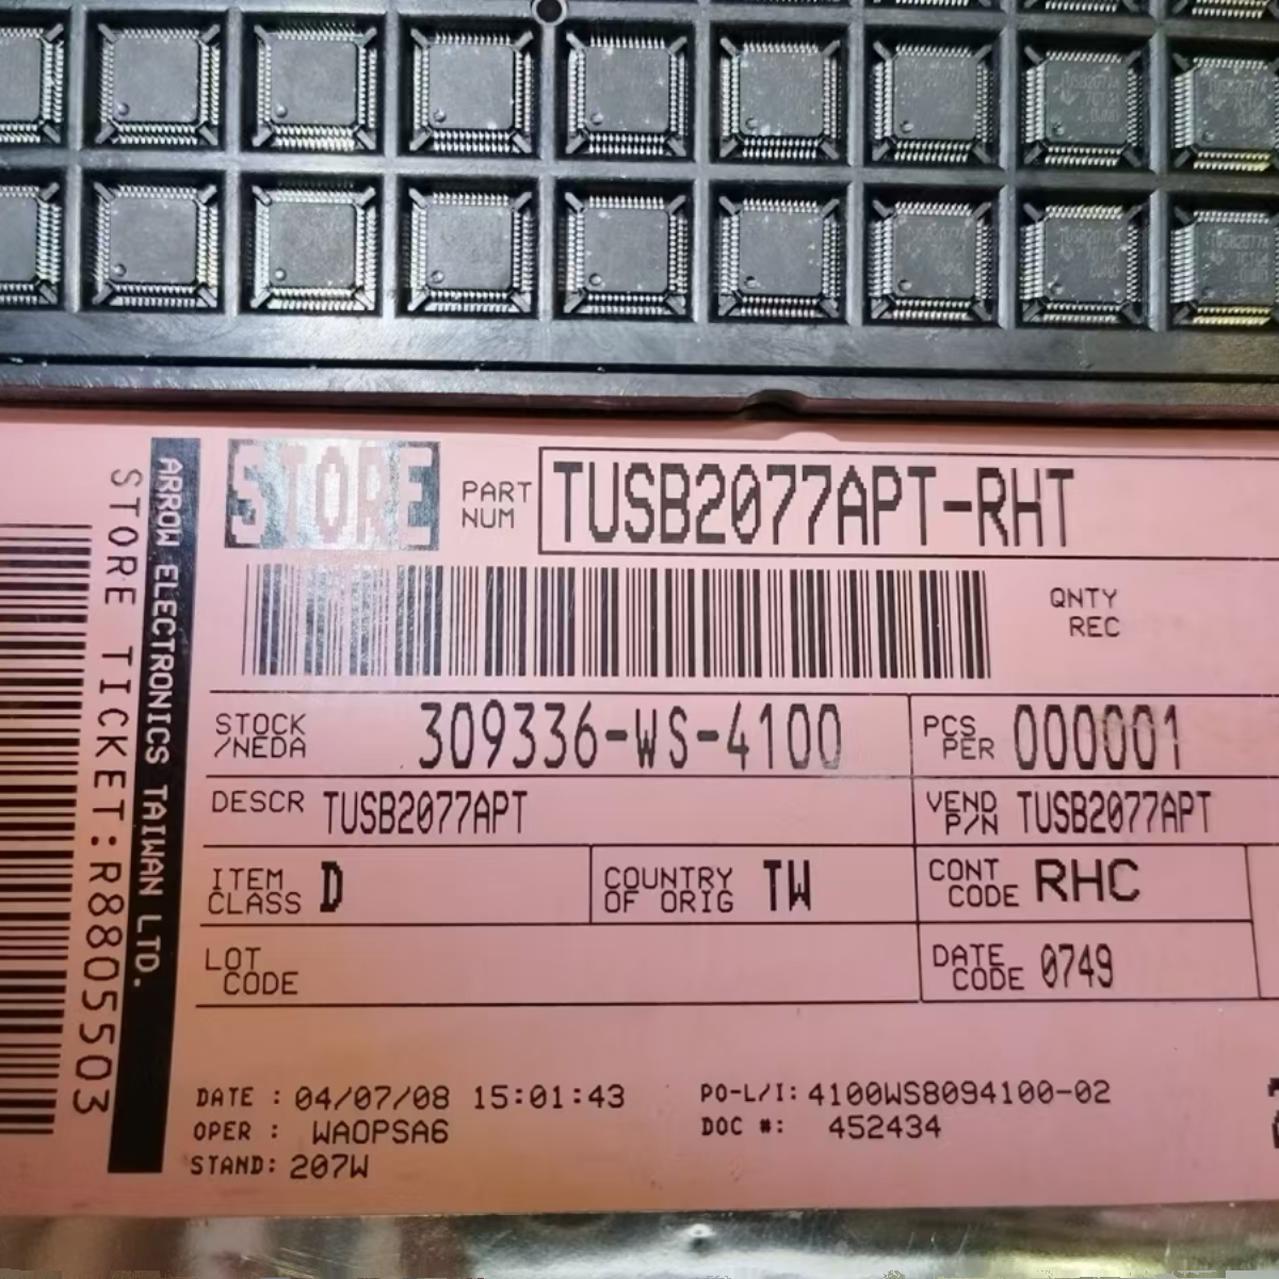 TUSB2077A
STORE
PART NUM TUSB2077APT-RHT
QNTY REC
STOCK /NEDA 309336-WS-4100
PCS PER 000001
DESCR TUSB2077APT
VEND P/N TUSB2077APT
ITEM CLASS D
COUNTRY OF ORIG TW
CONT CODE RHC
LOT CODE
DATE CODE 0749
DATE : 04/07/08 15:01:43
PO-L/I: 4100WS8094100-02
OPER : WAOPSA6
DOC #: 452434
STAND: 207W
ARROW ELECTRONICS TAIWAN LTD.
STORE TICKET:R8805503